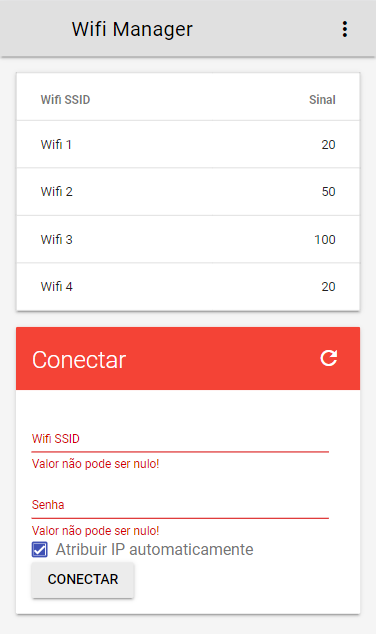 Wifi Manager
Wifi SSID Sinal
Wifi 1 20
Wifi 2 50
Wifi 3 100
Wifi 4 20
Conectar
Wifi SSID
Valor não pode ser nulo!
Senha
Valor não pode ser nulo!
Atribuir IP automaticamente
CONECTAR